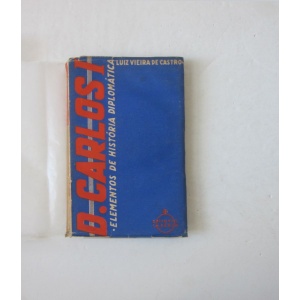 LUIZ VIEIRA DE CASTRO
D. CARLOS I
·ELEMENTOS DE HISTÓRIA DIPLOMÁTICA